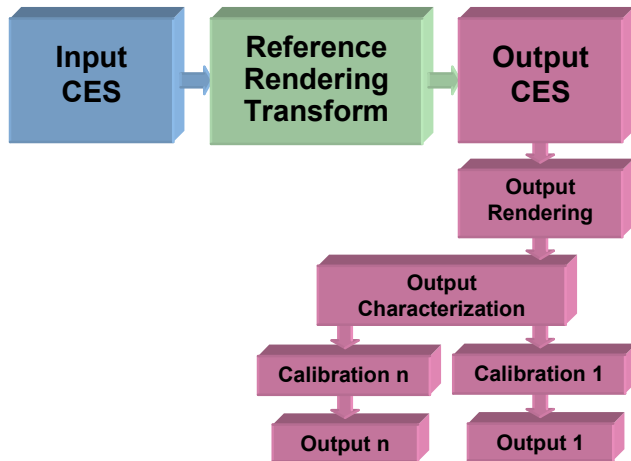 Input
CES
Reference
Rendering
Transform
Output
CES
Output
Rendering
Output
Characterization
Calibration n
Calibration 1
Output n
Output 1